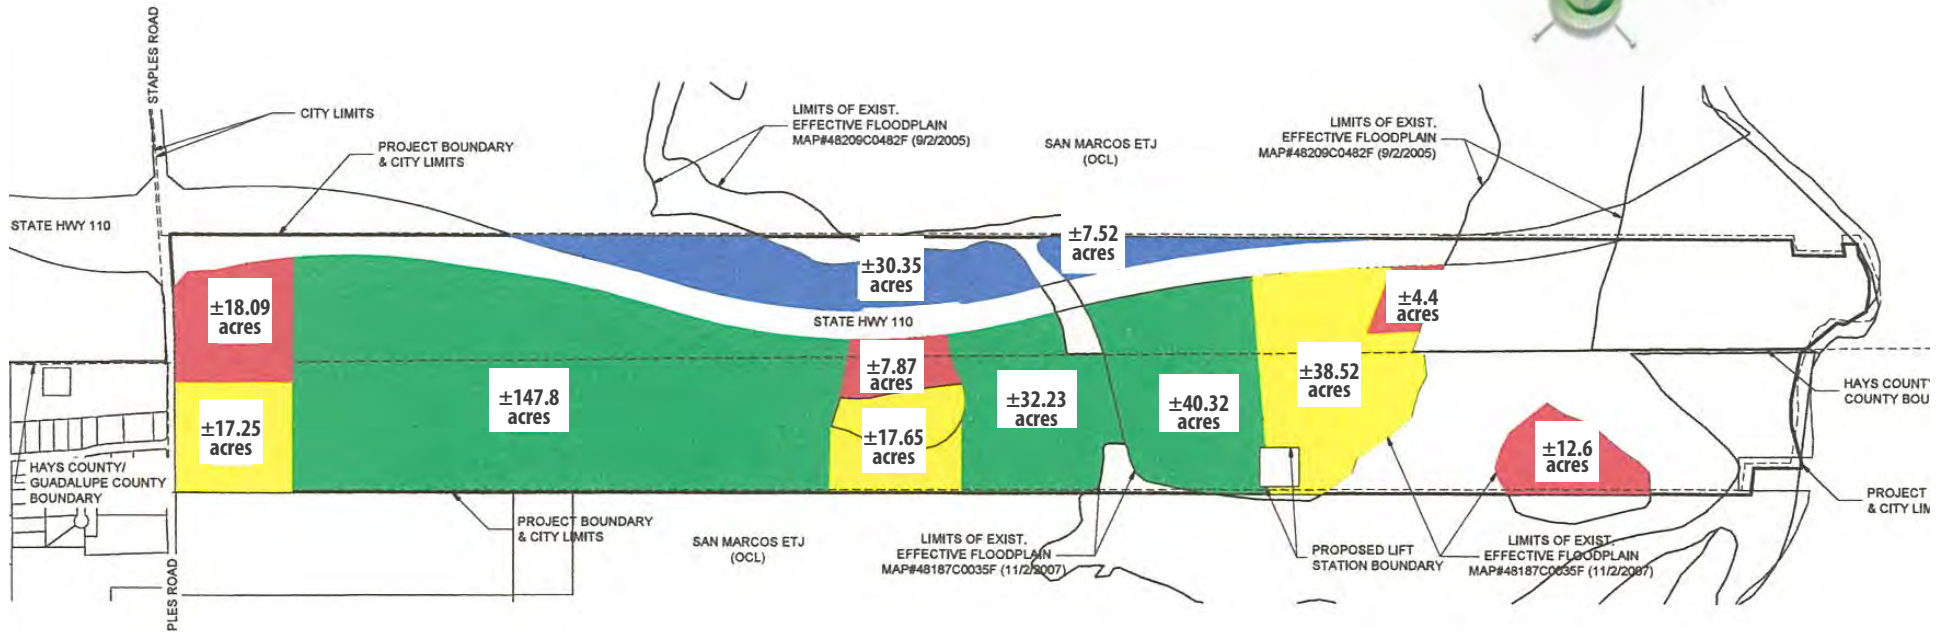 STAPLES ROAD
CITY LIMITS
PROJECT BOUNDARY
& CITY LIMITS
LIMITS OF EXIST.
EFFECTIVE FLOODPLAIN
MAP#48209C0482F (9/2/2005)
SAN MARCOS ETJ
(OCL)
LIMITS OF EXIST.
EFFECTIVE FLOODPLAIN
MAP#48209C0482F (9/2/2005)
STATE HWY 110
±7.52
acres
±30.35
acres
±18.09
acres
±4.4
acres
STATE HWY 110
±7.87
acres
±147.8
acres
±32.23
acres
±40.32
acres
±38.52
acres
HAYS COUNTY
COUNTY BOU
±17.25
acres
±17.65
acres
±12.6
acres
HAYS COUNTY/
GUADALUPE COUNTY
BOUNDARY
PROJECT
& CITY LIM
PROJECT BOUNDARY
& CITY LIMITS
SAN MARCOS ETJ
(OCL)
LIMITS OF EXIST.
EFFECTIVE FLOODPLAIN
MAP#48187C0035F (11/2/2007)
PROPOSED LIFT
STATION BOUNDARY
LIMITS OF EXIST.
EFFECTIVE FLOODPLAIN
MAP#48187C0035F (11/2/2007)
PLES ROAD